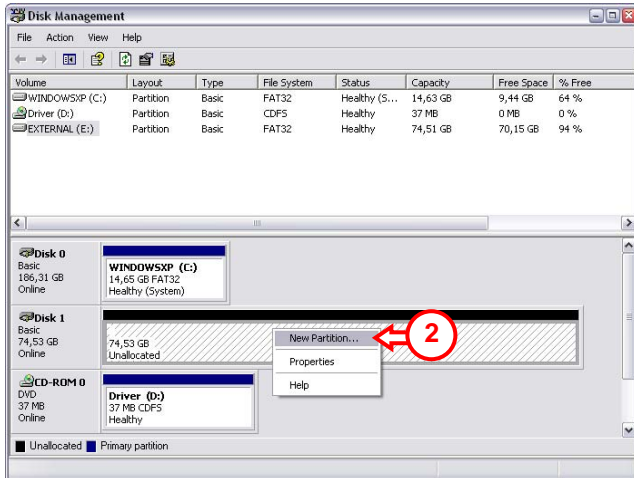 Disk Management
File Action View Help
Volume Layout Type File System Status Capacity Free Space % Free
WINDOWSXP (C:) Partition Basic FAT32 Healthy (S... 14,63 GB 9,44 GB 64 %
Driver (D:) Partition Basic CDFS Healthy 37 MB 0 MB 0 %
EXTERNAL (E:) Partition Basic FAT32 Healthy 74,51 GB 70,15 GB 94 %
Disk 0
Basic
186,31 GB
Online
WINDOWSXP (C:)
14,65 GB FAT32
Healthy (System)
Disk 1
Basic
74,53 GB
Online
74,53 GB
Unallocated
New Partition...
Properties
Help
2
CD-ROM 0
DVD
37 MB
Online
Driver (D:)
37 MB CDFS
Healthy
Unallocated Primary partition